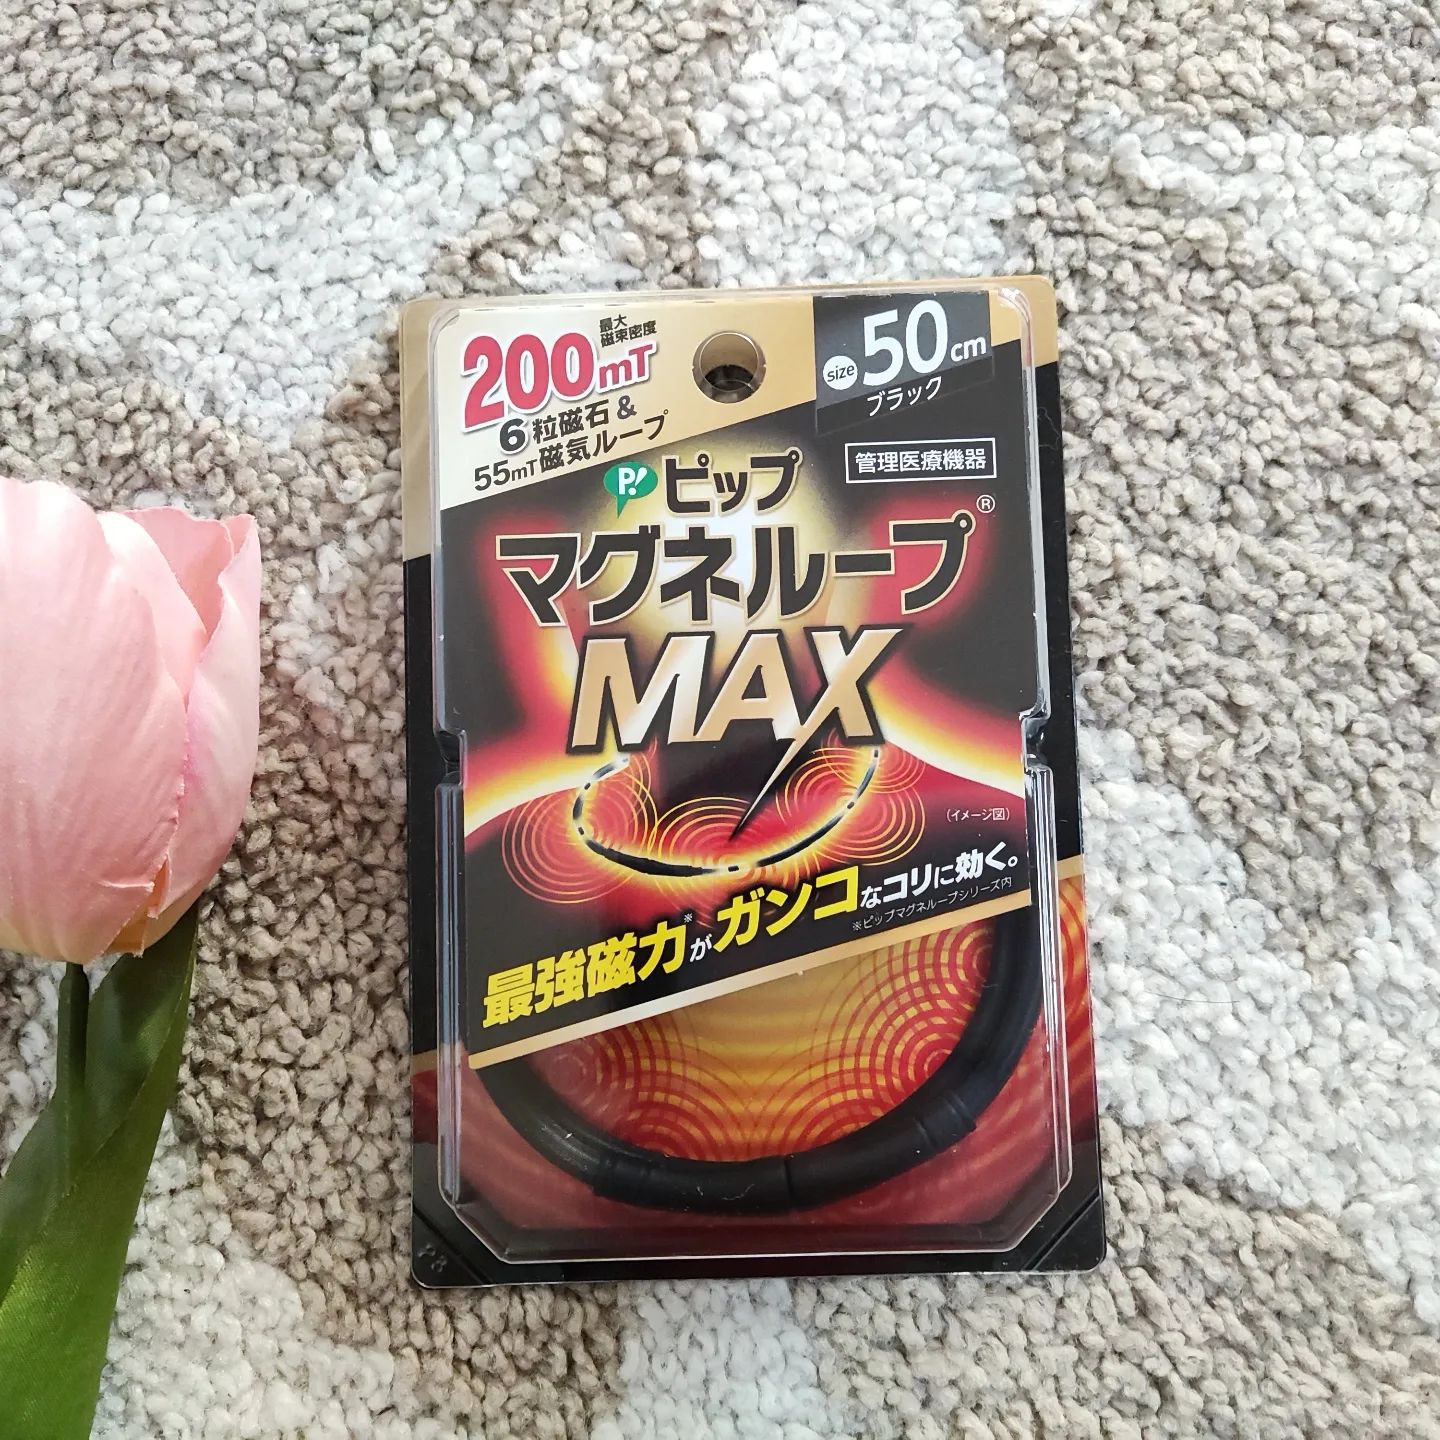 200mT
最大
磁束密度
6粒磁石&
55mT磁気ループ
size 50cm
ブラック
管理医療機器
P! ピップ
マグネループ®
MAX
(イメージ図)
最強磁力※がガンコなコリに効く。
※ピップマグネループシリーズ内